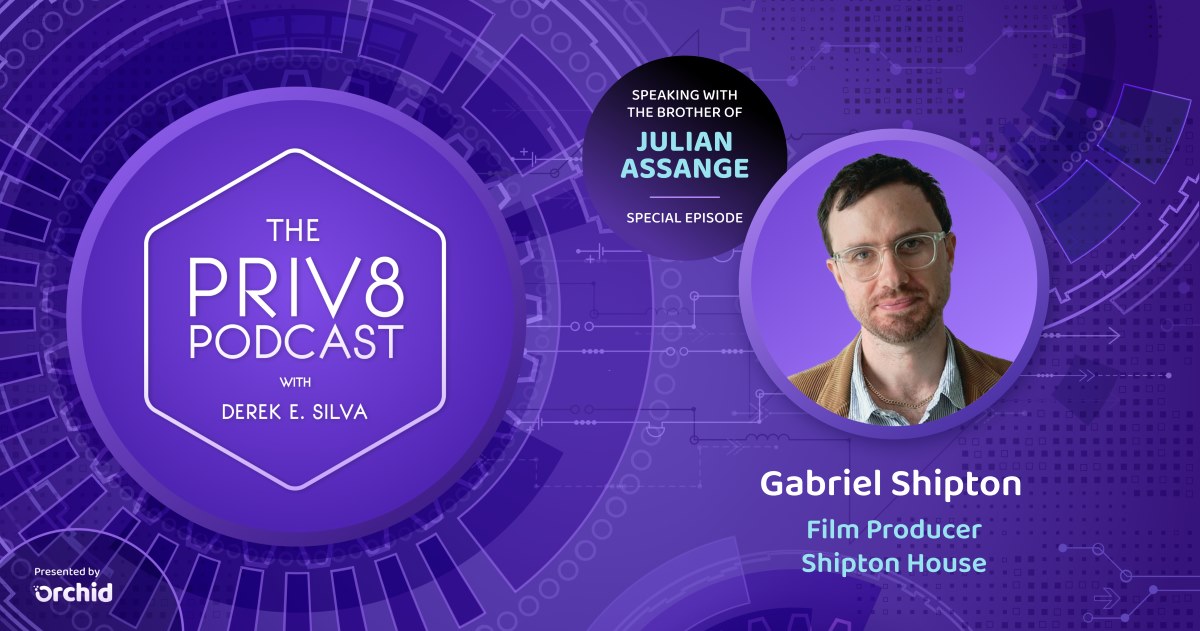 THE
PRIV8
PODCAST
WITH
DEREK E. SILVA
SPEAKING WITH
THE BROTHER OF
JULIAN
ASSANGE
SPECIAL EPISODE
Gabriel Shipton
Film Producer
Shipton House
Presented by
Orchid